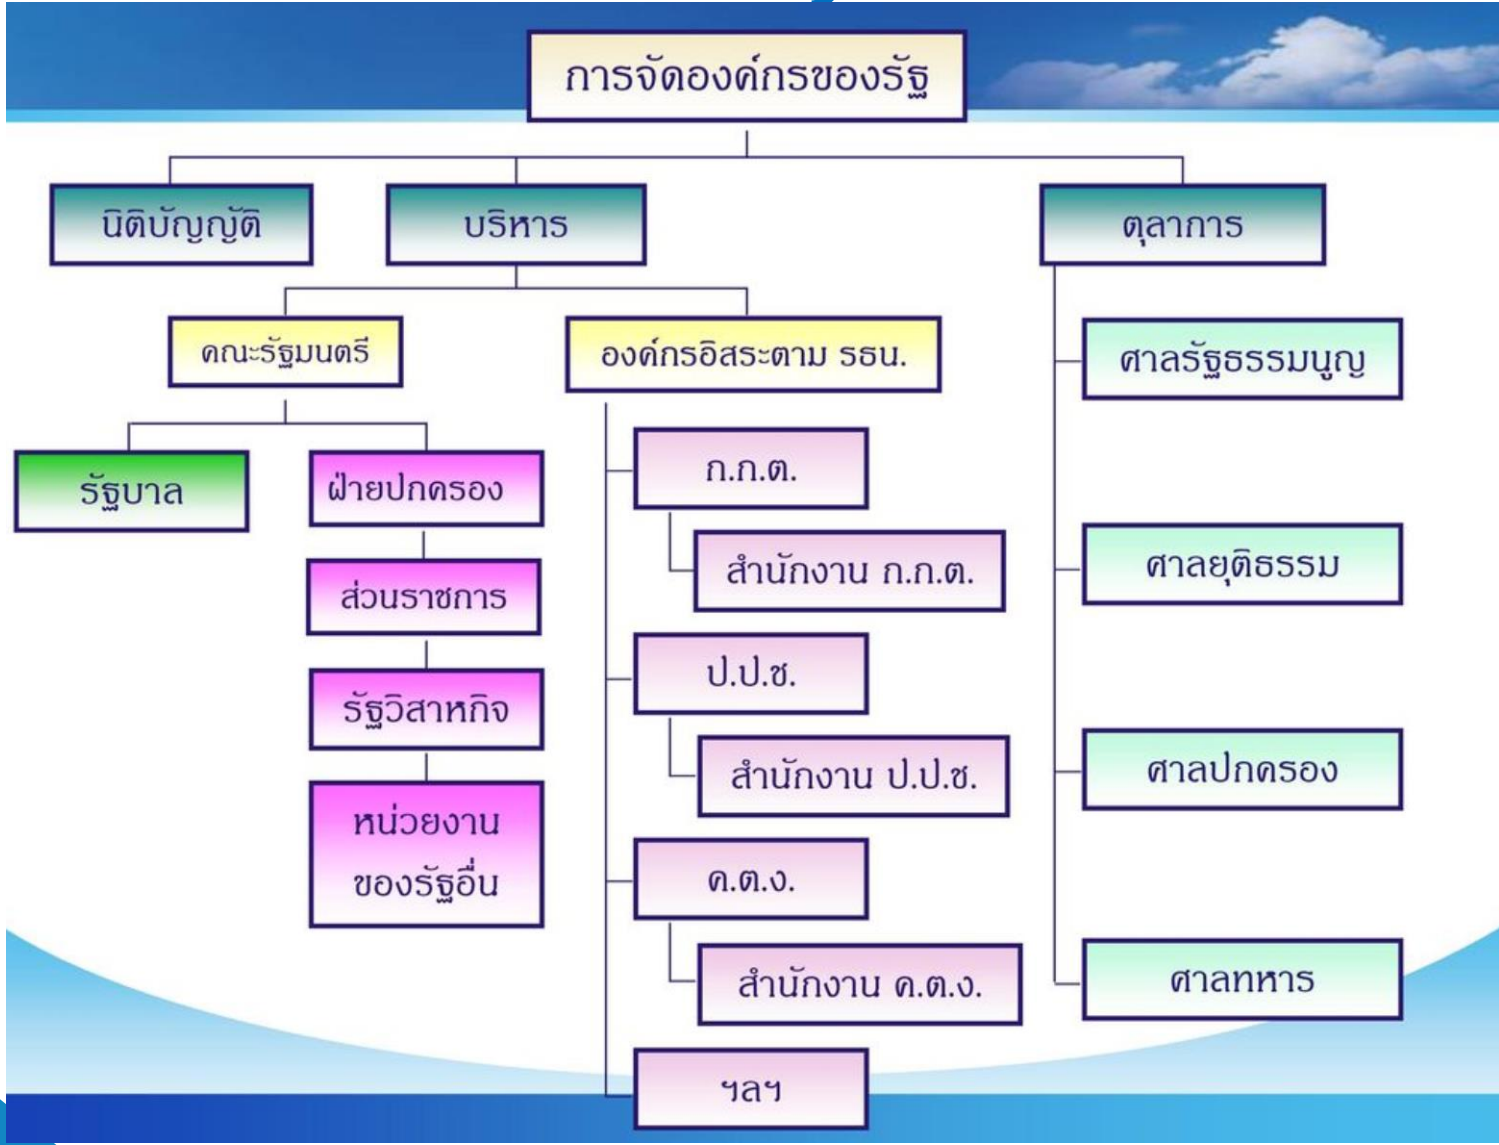 การจัดองค์กรของรัฐ
นิติบัญญัติ
บริหาร
ตุลาการ
คณะรัฐมนตรี
องค์กรอิสระตาม รธน.
รัฐบาล
ฝ่ายปกครอง
ส่วนราชการ
รัฐวิสาหกิจ
หน่วยงาน
ของรัฐอื่น
ก.ก.ต.
สำนักงาน ก.ก.ต.
ป.ป.ช.
สำนักงาน ป.ป.ช.
ค.ต.ง.
สำนักงาน ค.ต.ง.
ฯลฯ
ศาลรัฐธรรมนูญ
ศาลยุติธรรม
ศาลปกครอง
ศาลทหาร